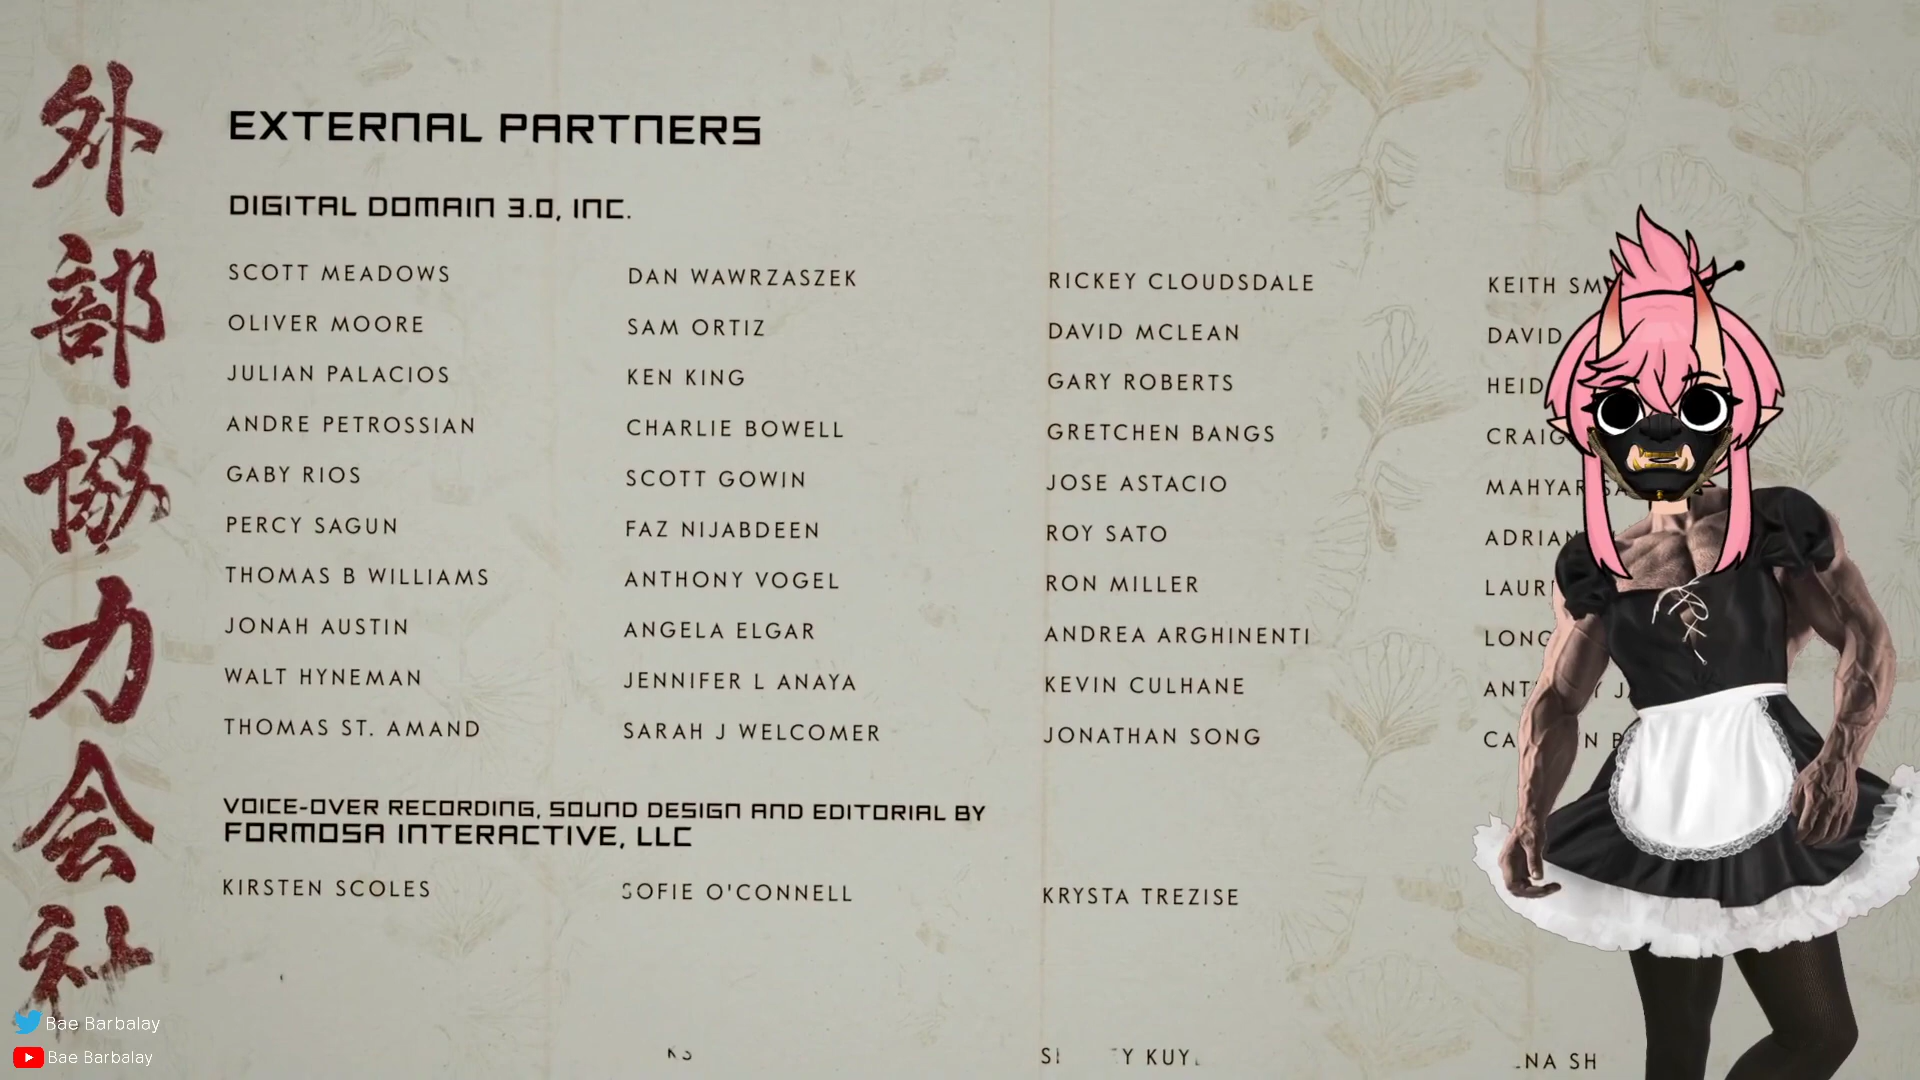 外部協力会社
EXTERNAL PARTNERS
DIGITAL DOMAIN 3.0, INC.
SCOTT MEADOWS DAN WAWRZASZEK RICKEY CLOUDSDALE KEITH
OLIVER MOORE SAM ORTIZ DAVID MCLEAN DAVID
JULIAN PALACIOS KEN KING GARY ROBERTS
ANDRE PETROSSIAN CHARLIE BOWELL GRETCHEN BANGS CRAIG
GABY RIOS SCOTT GOWIN JOSE ASTACIO MAHYAR
PERCY SAGUN FAZ NIJABDEEN ROY SATO
THOMAS B WILLIAMS ANTHONY VOGEL RON MILLER
JONAH AUSTIN ANGELA ELGAR ANDREA ARGHINENTI
WALT HYNEMAN JENNIFER L ANAYA KEVIN CULHANE
THOMAS ST. AMAND SARAH J WELCOMER JONATHAN SONG
VOICE-OVER RECORDING, SOUND DESIGN AND EDITORIAL BY
FORMOSA INTERACTIVE, LLC
KIRSTEN SCOLES SOFIE O'CONNELL KRYSTA TREZISE
Bae Barbalay
Bae Barbalay